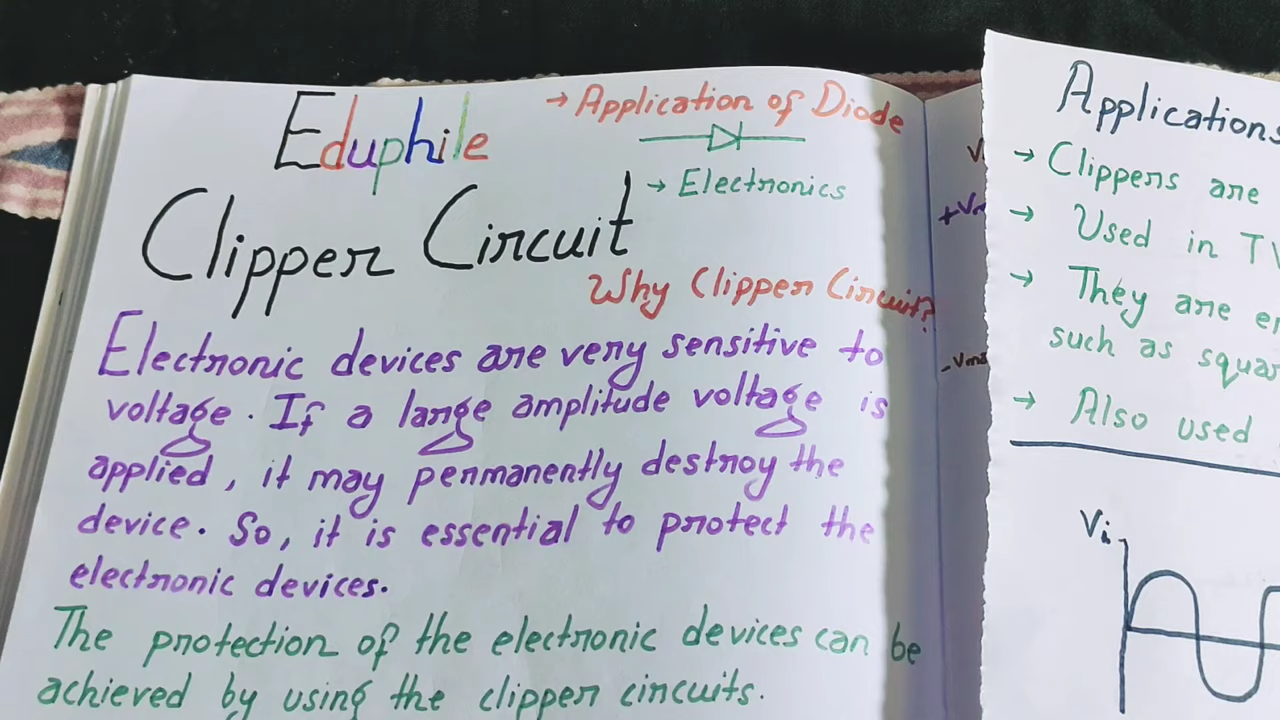 Eduphile
→ Application of Diode
→ Electronics
Clipper Circuit
Why Clipper Circuit?
Electronic devices are very sensitive to
voltage. If a large amplitude voltage is
applied, it may permanently destroy the
device. So, it is essential to protect the
electronic devices.
The protection of the electronic devices can be
achieved by using the clipper circuits.
Applications
→ Clippers are
→ Used in TV
→ They are
such as
→ Also used
Vin